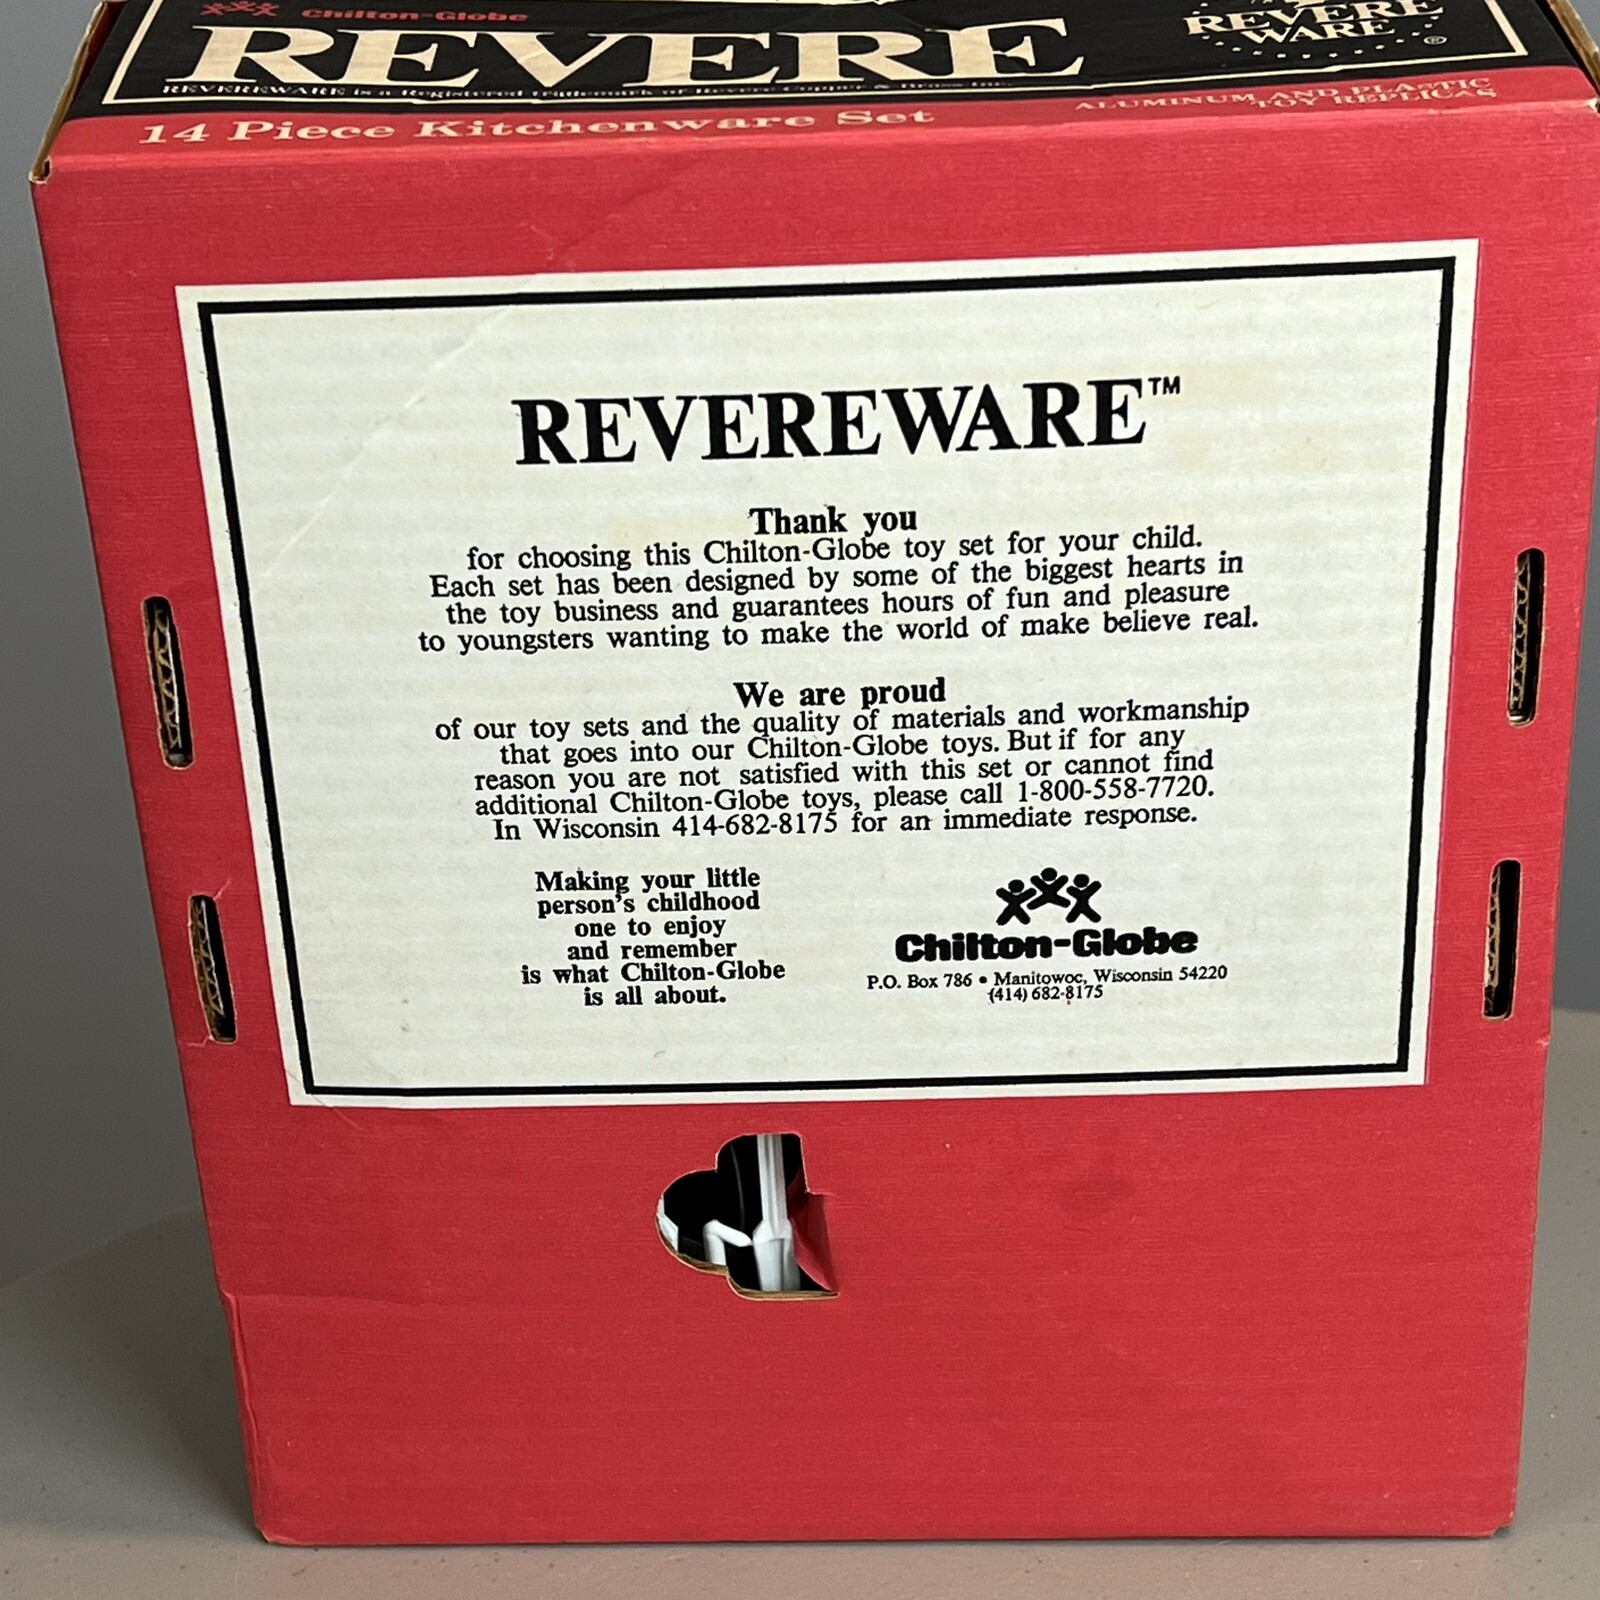 Chilton-Globe
REVERE
REVERE
WARE
®
REVEREWARE is a Registered Trademark of Revere Copper & Brass Inc.
14 Piece Kitchenware Set
ALUMINUM AND PLASTIC
TOY REPLICAS
REVEREWARE™
Thank you
for choosing this Chilton-Globe toy set for your child.
Each set has been designed by some of the biggest hearts in
the toy business and guarantees hours of fun and pleasure
to youngsters wanting to make the world of make believe real.
We are proud
of our toy sets and the quality of materials and workmanship
that goes into our Chilton-Globe toys. But if for any
reason you are not satisfied with this set or cannot find
additional Chilton-Globe toys, please call 1-800-558-7720.
In Wisconsin 414-682-8175 for an immediate response.
Making your little
person's childhood
one to enjoy
and remember
is what Chilton-Globe
is all about.
Chilton-Globe
P.O. Box 786 • Manitowoc, Wisconsin 54220
(414) 682-8175